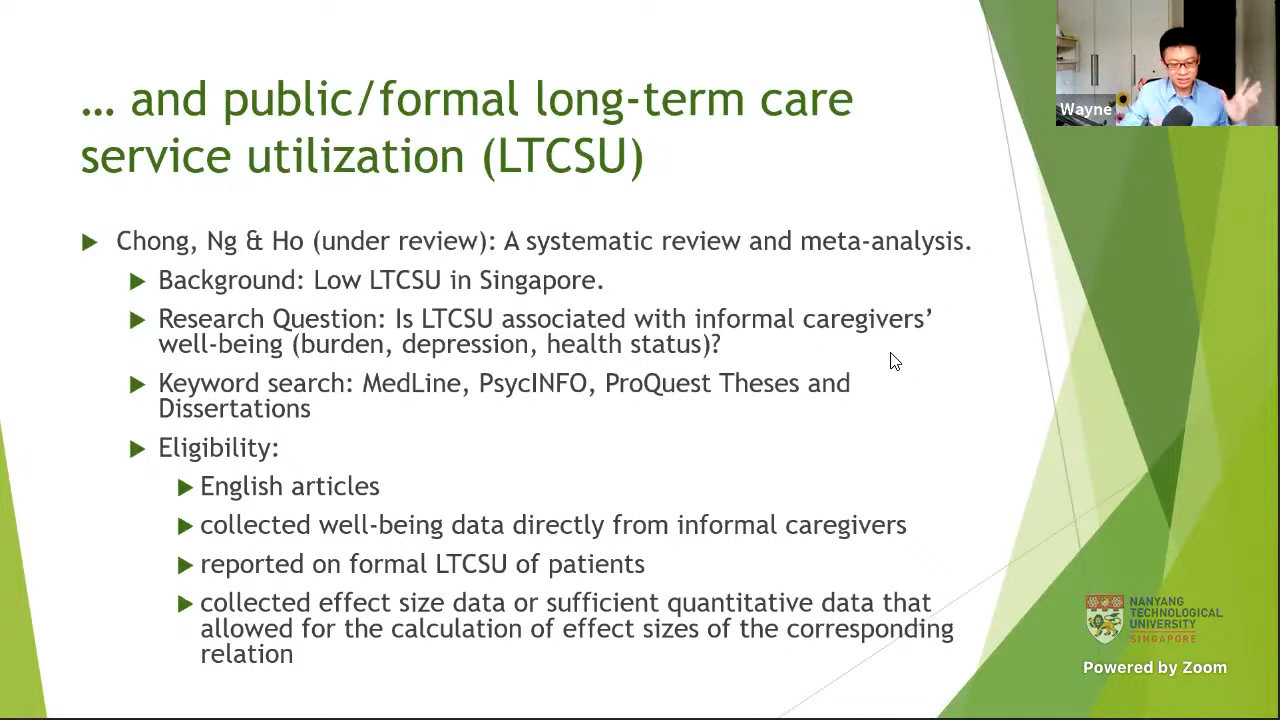 Wayne
... and public/formal long-term care
service utilization (LTCSU)
Chong, Ng & Ho (under review): A systematic review and meta-analysis.
Background: Low LTCSU in Singapore.
Research Question: Is LTCSU associated with informal caregivers’
well-being (burden, depression, health status)?
Keyword search: MedLine, PsycINFO, ProQuest Theses and
Dissertations
Eligibility:
English articles
collected well-being data directly from informal caregivers
reported on formal LTCSU of patients
collected effect size data or sufficient quantitative data that
allowed for the calculation of effect sizes of the corresponding
relation
NANYANG
TECHNOLOGICAL
UNIVERSITY
SINGAPORE
Powered by Zoom